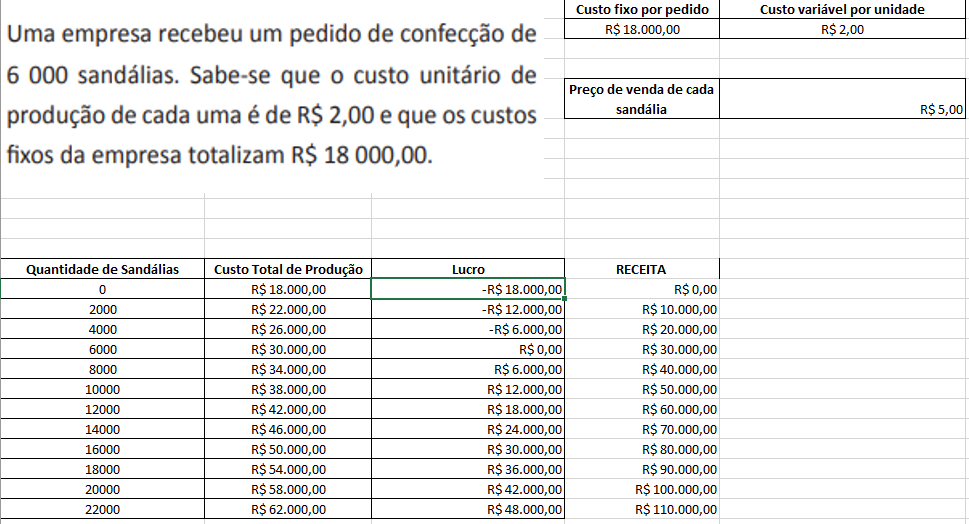 Uma empresa recebeu um pedido de confecção de
6 000 sandálias. Sabe-se que o custo unitário de
produção de cada uma é de R$ 2,00 e que os custos
fixos da empresa totalizam R$ 18 000,00.
Custo fixo por pedido Custo variável por unidade
R$ 18.000,00 R$ 2,00
Preço de venda de cada
sandália R$ 5,00
Quantidade de Sandálias Custo Total de Produção Lucro RECEITA
0 R$ 18.000,00 -R$ 18.000,00 R$ 0,00
2000 R$ 22.000,00 -R$ 12.000,00 R$ 10.000,00
4000 R$ 26.000,00 -R$ 6.000,00 R$ 20.000,00
6000 R$ 30.000,00 R$ 0,00 R$ 30.000,00
8000 R$ 34.000,00 R$ 6.000,00 R$ 40.000,00
10000 R$ 38.000,00 R$ 12.000,00 R$ 50.000,00
12000 R$ 42.000,00 R$ 18.000,00 R$ 60.000,00
14000 R$ 46.000,00 R$ 24.000,00 R$ 70.000,00
16000 R$ 50.000,00 R$ 30.000,00 R$ 80.000,00
18000 R$ 54.000,00 R$ 36.000,00 R$ 90.000,00
20000 R$ 58.000,00 R$ 42.000,00 R$ 100.000,00
22000 R$ 62.000,00 R$ 48.000,00 R$ 110.000,00